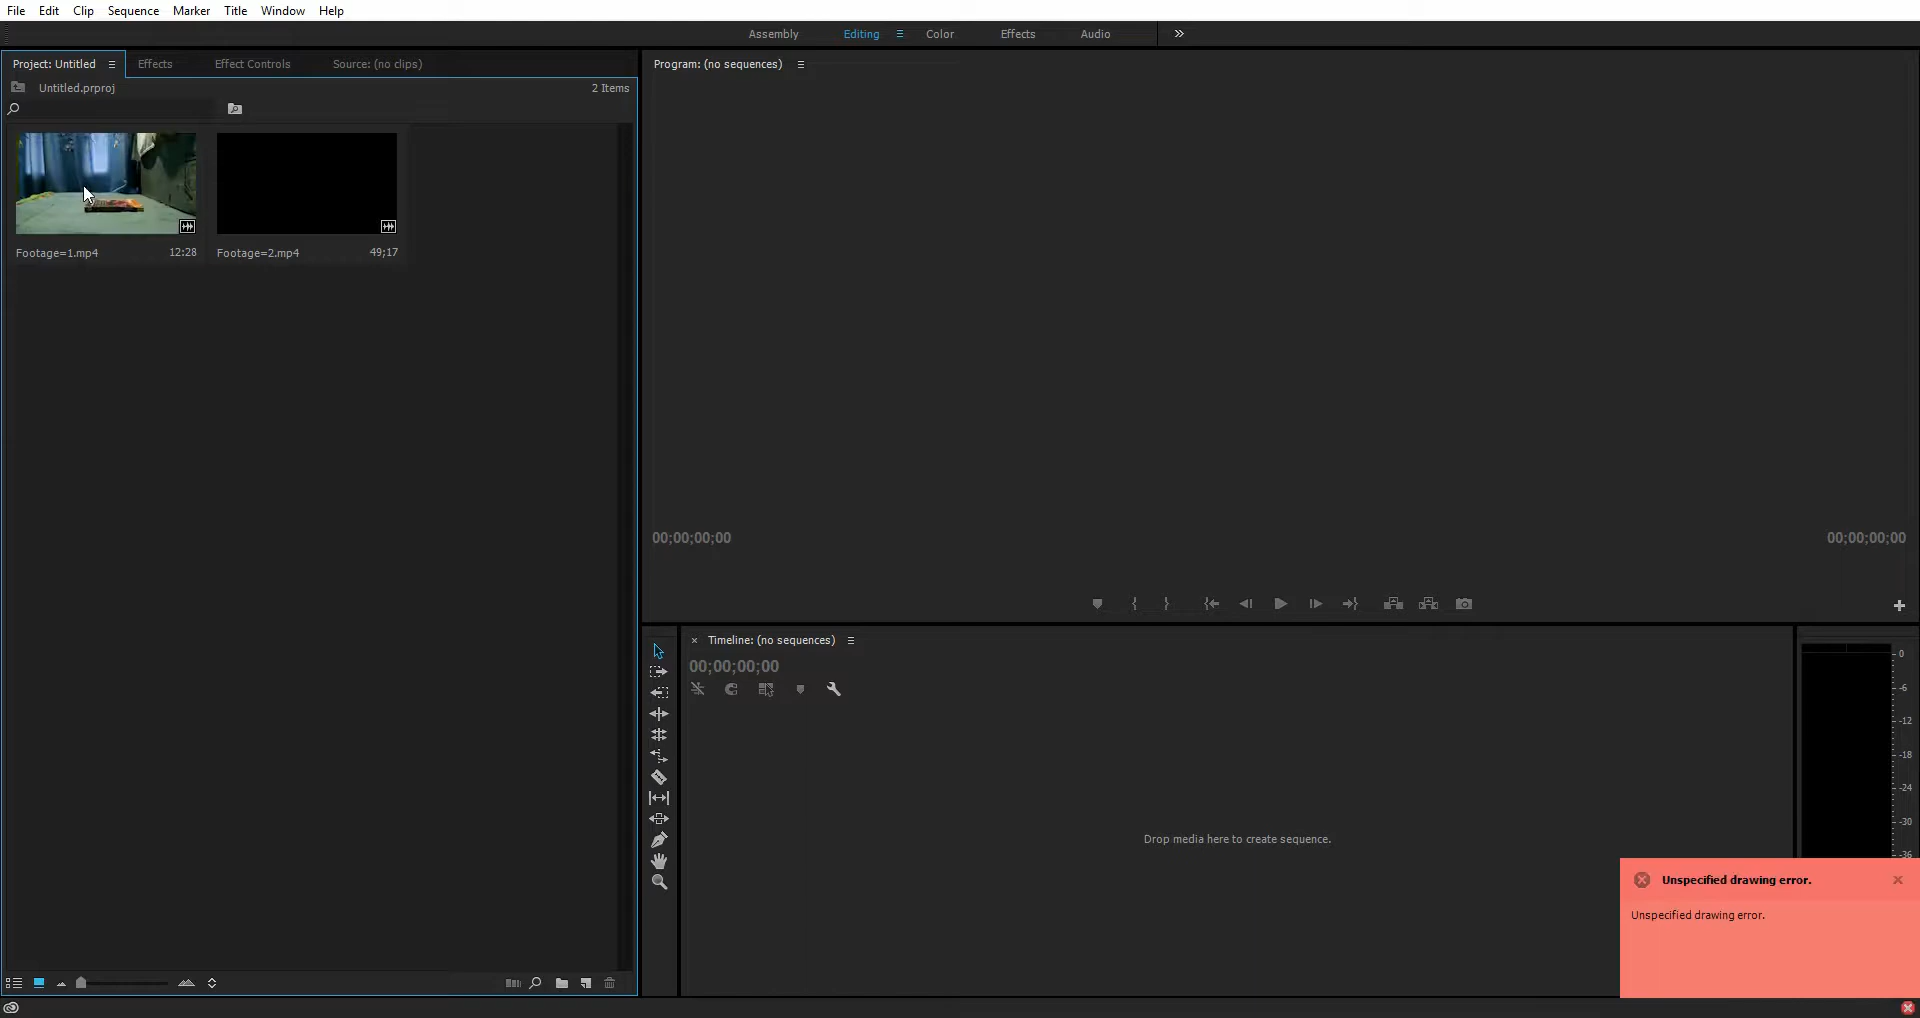 File Edit Clip Sequence Marker Title Window Help
Assembly Editing Color Effects Audio
Project: Untitled Effects Effect Controls Source: (no clips)
Untitled.prproj 2 Items
Footage=1.mp4 12:28 Footage=2.mp4 49;17
Program: (no sequences)
00;00;00;00 00;00;00;00
Timeline: (no sequences)
00;00;00;00
Drop media here to create sequence.
0
-6
-12
-18
-24
-30
-36
Unspecified drawing error.
Unspecified drawing error.